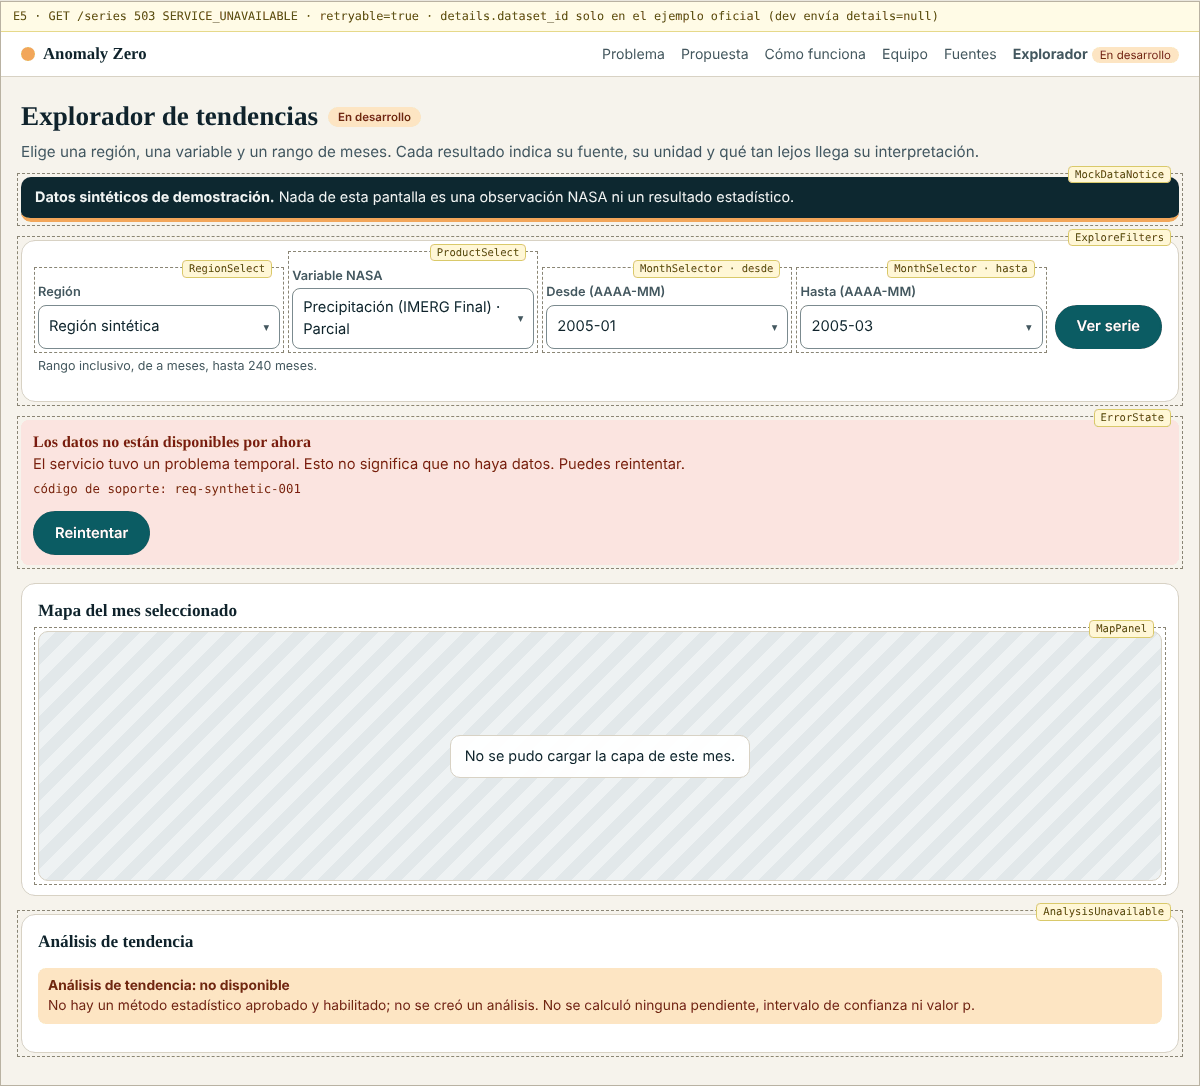 E5 · GET /series 503 SERVICE_UNAVAILABLE · retryable=true · details.dataset_id solo en el ejemplo oficial (dev envía details=null)
Anomaly Zero
Problema Propuesta Cómo funciona Equipo Fuentes Explorador En desarrollo
Explorador de tendencias En desarrollo
Elige una región, una variable y un rango de meses. Cada resultado indica su fuente, su unidad y qué tan lejos llega su interpretación.
MockDataNotice
Datos sintéticos de demostración. Nada de esta pantalla es una observación NASA ni un resultado estadístico.
ExploreFilters
RegionSelect
Región
Región sintética
ProductSelect
Variable NASA
Precipitación (IMERG Final) ·
Parcial
MonthSelector · desde
Desde (AAAA-MM)
2005-01
MonthSelector · hasta
Hasta (AAAA-MM)
2005-03
Ver serie
Rango inclusivo, de a meses, hasta 240 meses.
ErrorState
Los datos no están disponibles por ahora
El servicio tuvo un problema temporal. Esto no significa que no haya datos. Puedes reintentar.
código de soporte: req-synthetic-001
Reintentar
Mapa del mes seleccionado
MapPanel
No se pudo cargar la capa de este mes.
AnalysisUnavailable
Análisis de tendencia
Análisis de tendencia: no disponible
No hay un método estadístico aprobado y habilitado; no se creó un análisis. No se calculó ninguna pendiente, intervalo de confianza ni valor p.